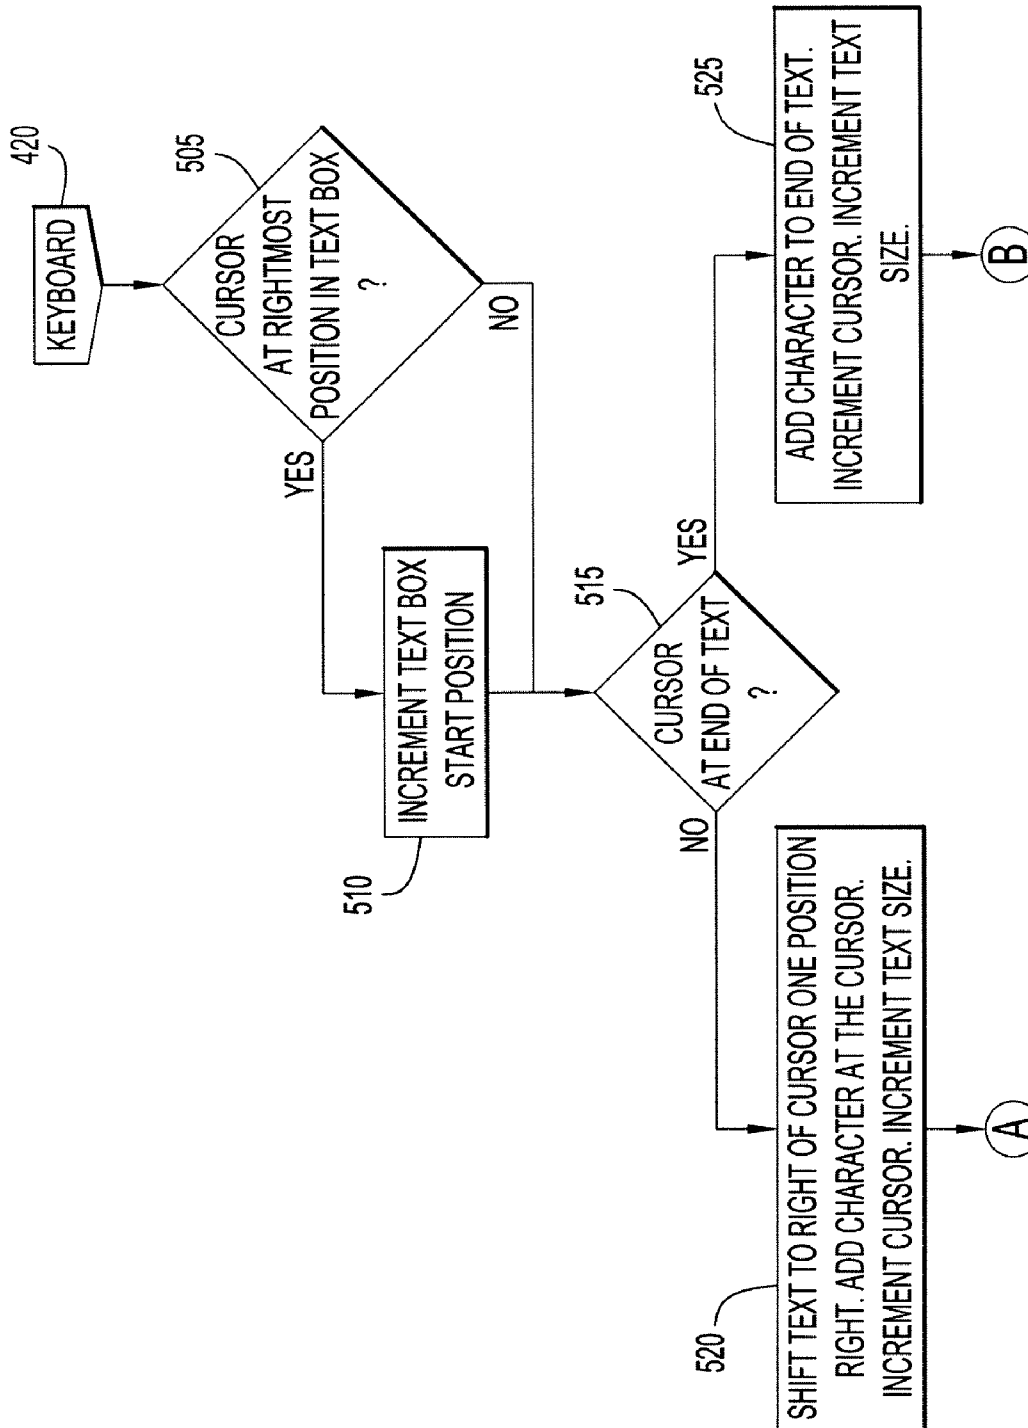 420
KEYBOARD
505
CURSOR
AT RIGHTMOST
POSITION IN TEXT BOX
?
YES
NO
510
INCREMENT TEXT BOX
START POSITION
515
CURSOR
AT END OF TEXT
?
NO
YES
520
SHIFT TEXT TO RIGHT OF CURSOR ONE POSITION
RIGHT. ADD CHARACTER AT THE CURSOR.
INCREMENT CURSOR. INCREMENT TEXT SIZE.
A
525
ADD CHARACTER TO END OF TEXT.
INCREMENT CURSOR. INCREMENT TEXT
SIZE.
B